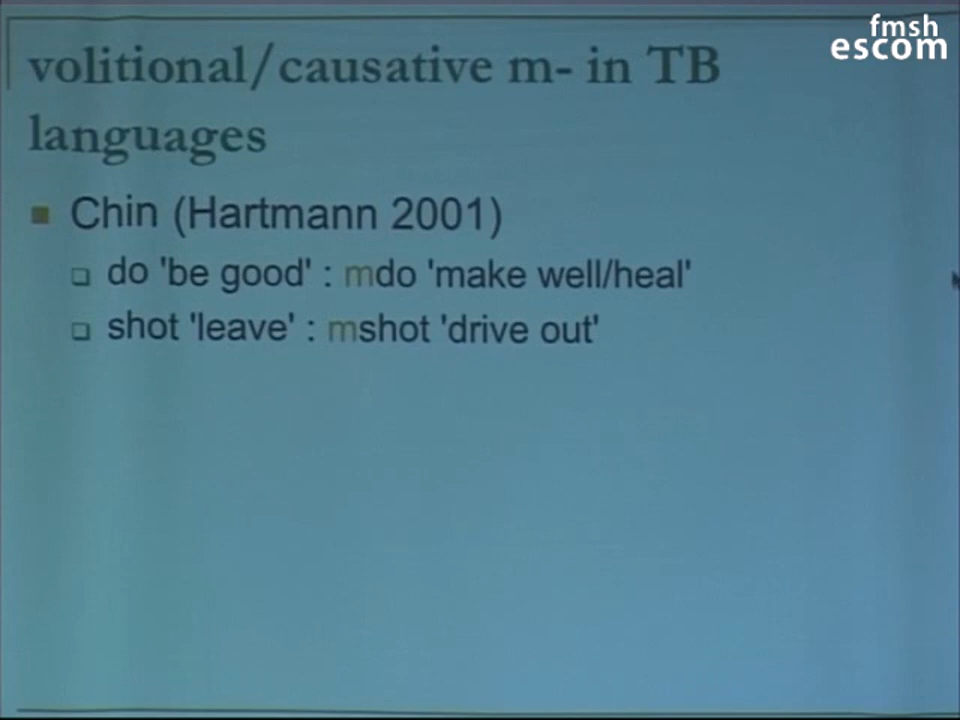 fmsh
escom
volitional/causative m- in TB
languages
Chin (Hartmann 2001)
do 'be good' : mdo 'make well/heal'
shot 'leave' : mshot 'drive out'